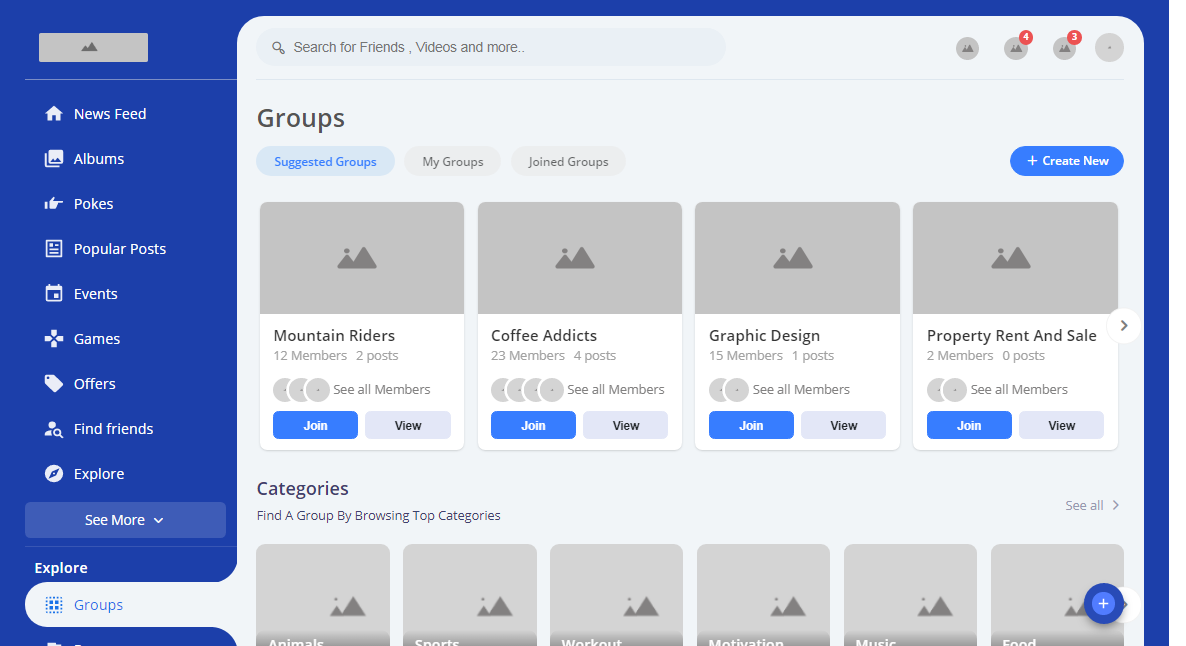 Search for Friends , Videos and more..
4
3
News Feed
Albums
Pokes
Popular Posts
Events
Games
Offers
Find friends
Explore
See More
Explore
Groups
Groups
Suggested Groups
My Groups
Joined Groups
+ Create New
Mountain Riders
12 Members 2 posts
See all Members
Join
View
Coffee Addicts
23 Members 4 posts
See all Members
Join
View
Graphic Design
15 Members 1 posts
See all Members
Join
View
Property Rent And Sale
2 Members 0 posts
See all Members
Join
View
Categories
Find A Group By Browsing Top Categories
See all
Animals
Sports
Workout
Motivation
Music
Food